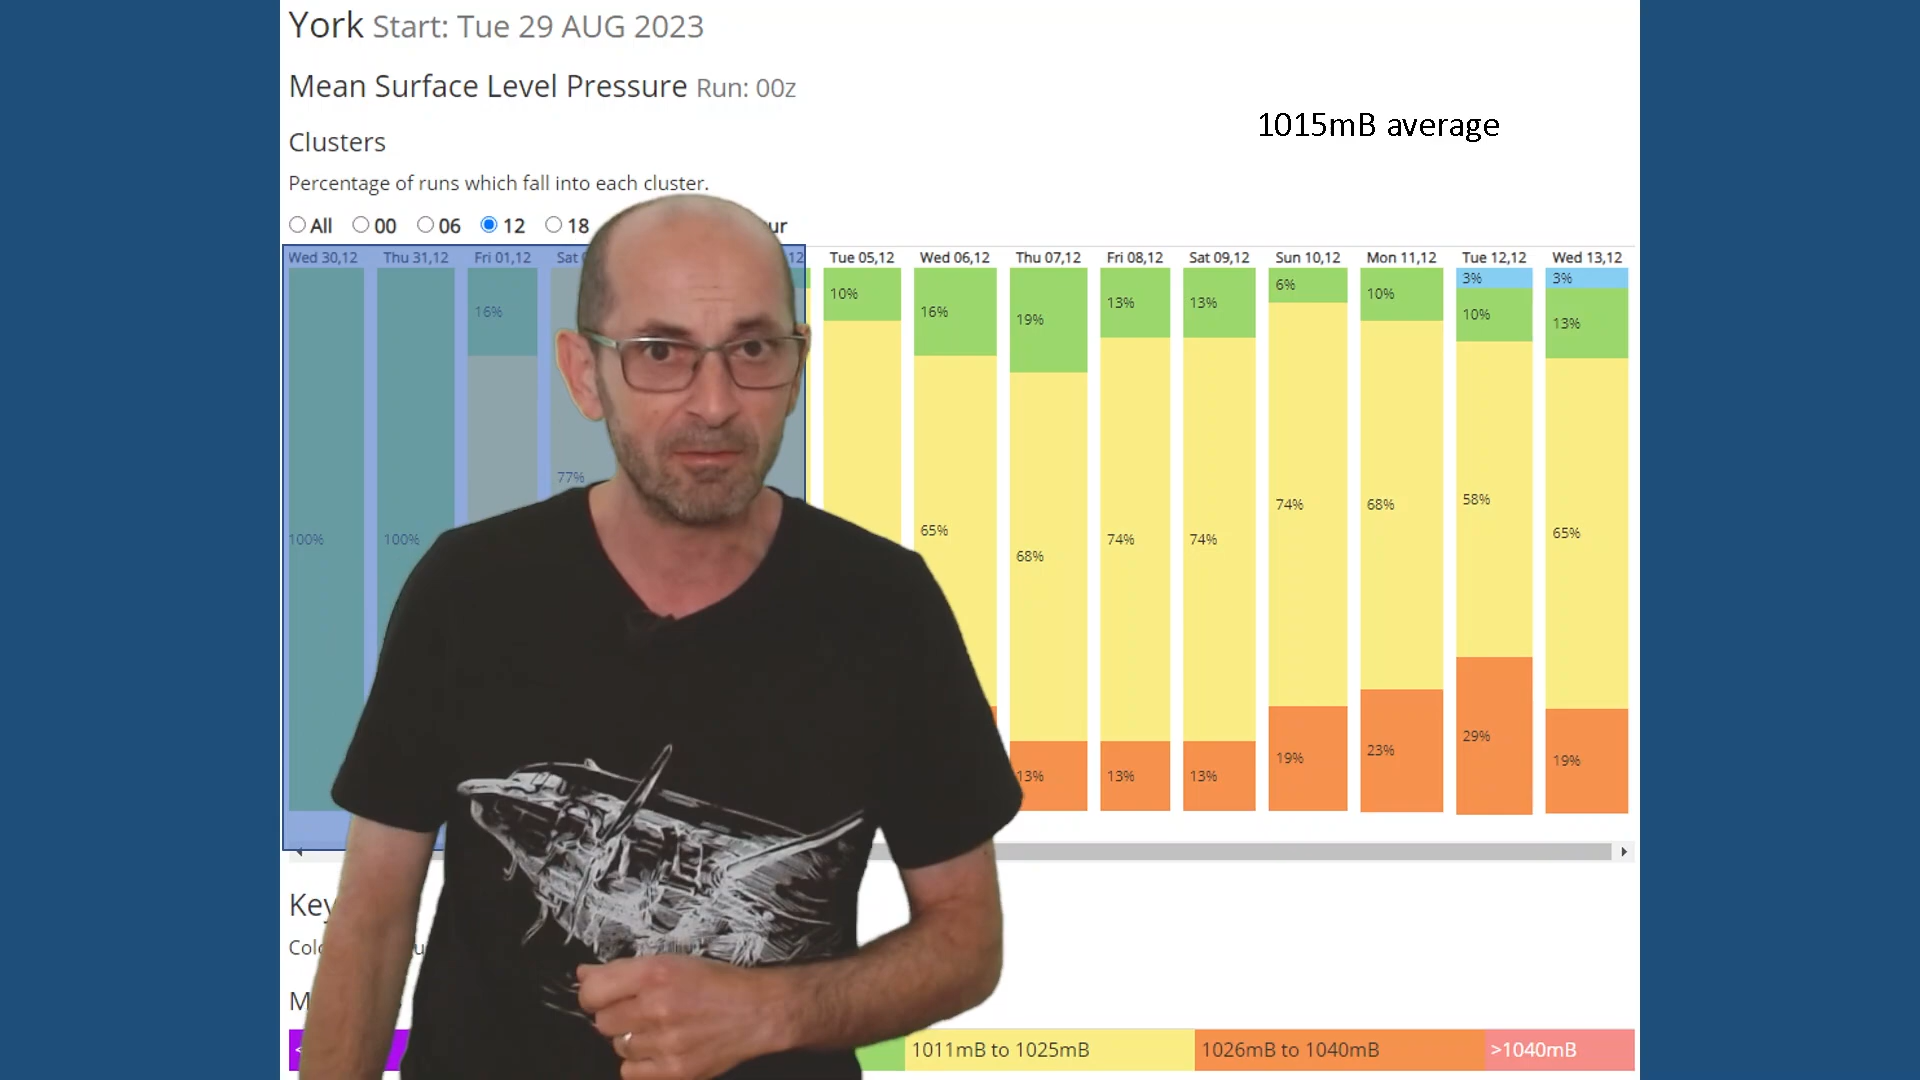 York Start: Tue 29 AUG 2023
Mean Surface Level Pressure Run: 00z
1015mB average
Clusters
Percentage of runs which fall into each cluster.
All 00 06 12 18
Wed 30,12 Thu 31,12 Fri 01,12 Sat 12 Tue 05,12 Wed 06,12 Thu 07,12 Fri 08,12 Sat 09,12 Sun 10,12 Mon 11,12 Tue 12,12 Wed 13,12
3% 3%
16% 10% 16% 19% 13% 13% 6% 10% 10% 13%
77%
100% 100% 65% 68% 74% 74% 74% 68% 58% 65%
13% 13% 13% 19% 23% 29% 19%
Key
1011mB to 1025mB 1026mB to 1040mB >1040mB